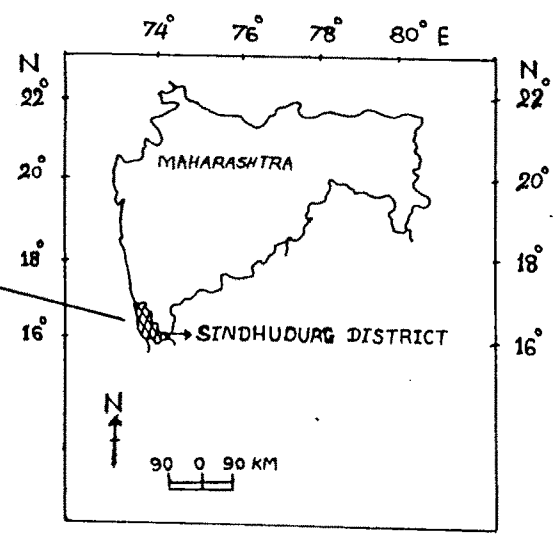 74° 76° 78° 80° E
N N
22° 22°
MAHARASHTRA
20° 20°
18° 18°
16° SINDHUDURG DISTRICT 16°
N
90 0 90 KM